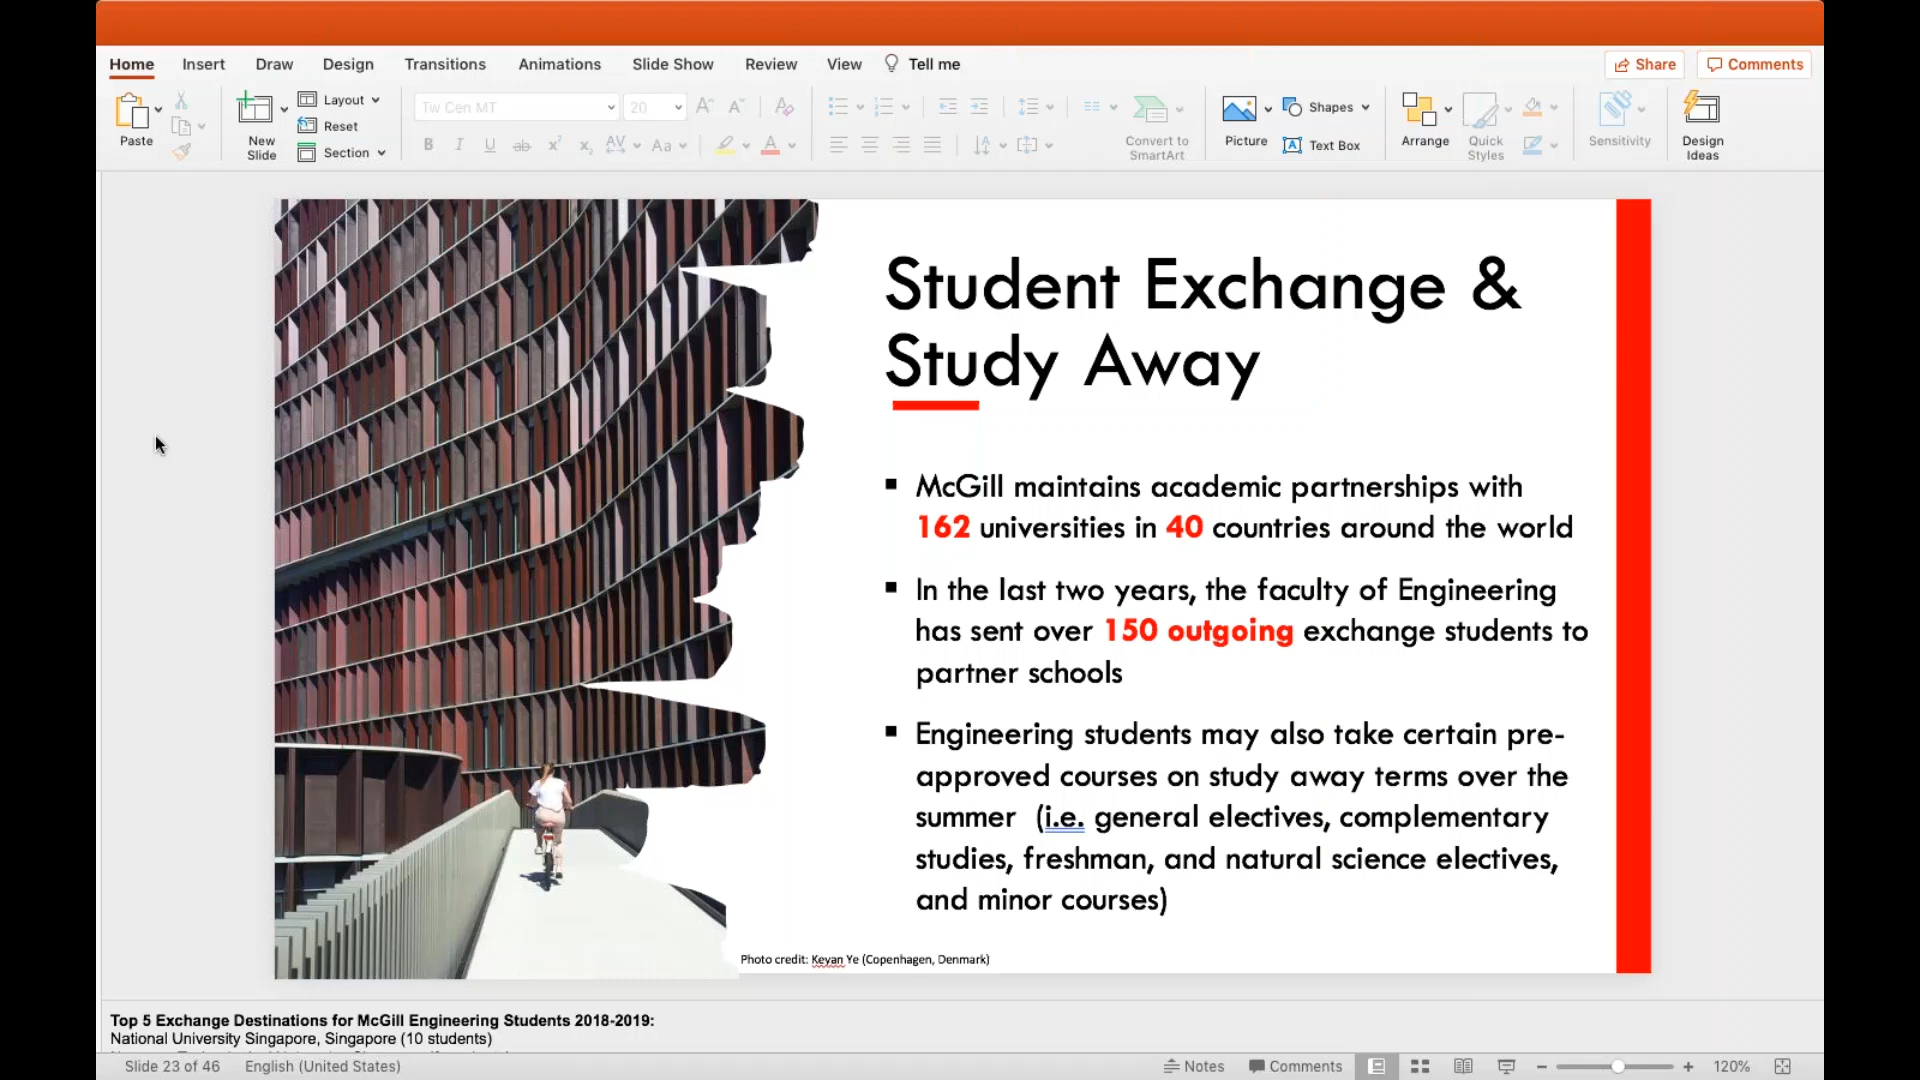 Home Insert Draw Design Transitions Animations Slide Show Review View Tell me Share Comments
Paste
New Slide
Layout
Reset
Section
Tw Cen MT 20
Convert to SmartArt
Picture
Shapes
Text Box
Arrange
Quick Styles
Sensitivity
Design Ideas
Student Exchange &
Study Away
▪ McGill maintains academic partnerships with
162 universities in 40 countries around the world
▪ In the last two years, the faculty of Engineering
has sent over 150 outgoing exchange students to
partner schools
▪ Engineering students may also take certain pre-
approved courses on study away terms over the
summer (i.e. general electives, complementary
studies, freshman, and natural science electives,
and minor courses)
Photo credit: Keyan Ye (Copenhagen, Denmark)
Top 5 Exchange Destinations for McGill Engineering Students 2018-2019:
National University Singapore, Singapore (10 students)
Slide 23 of 46 English (United States) Notes Comments 120%